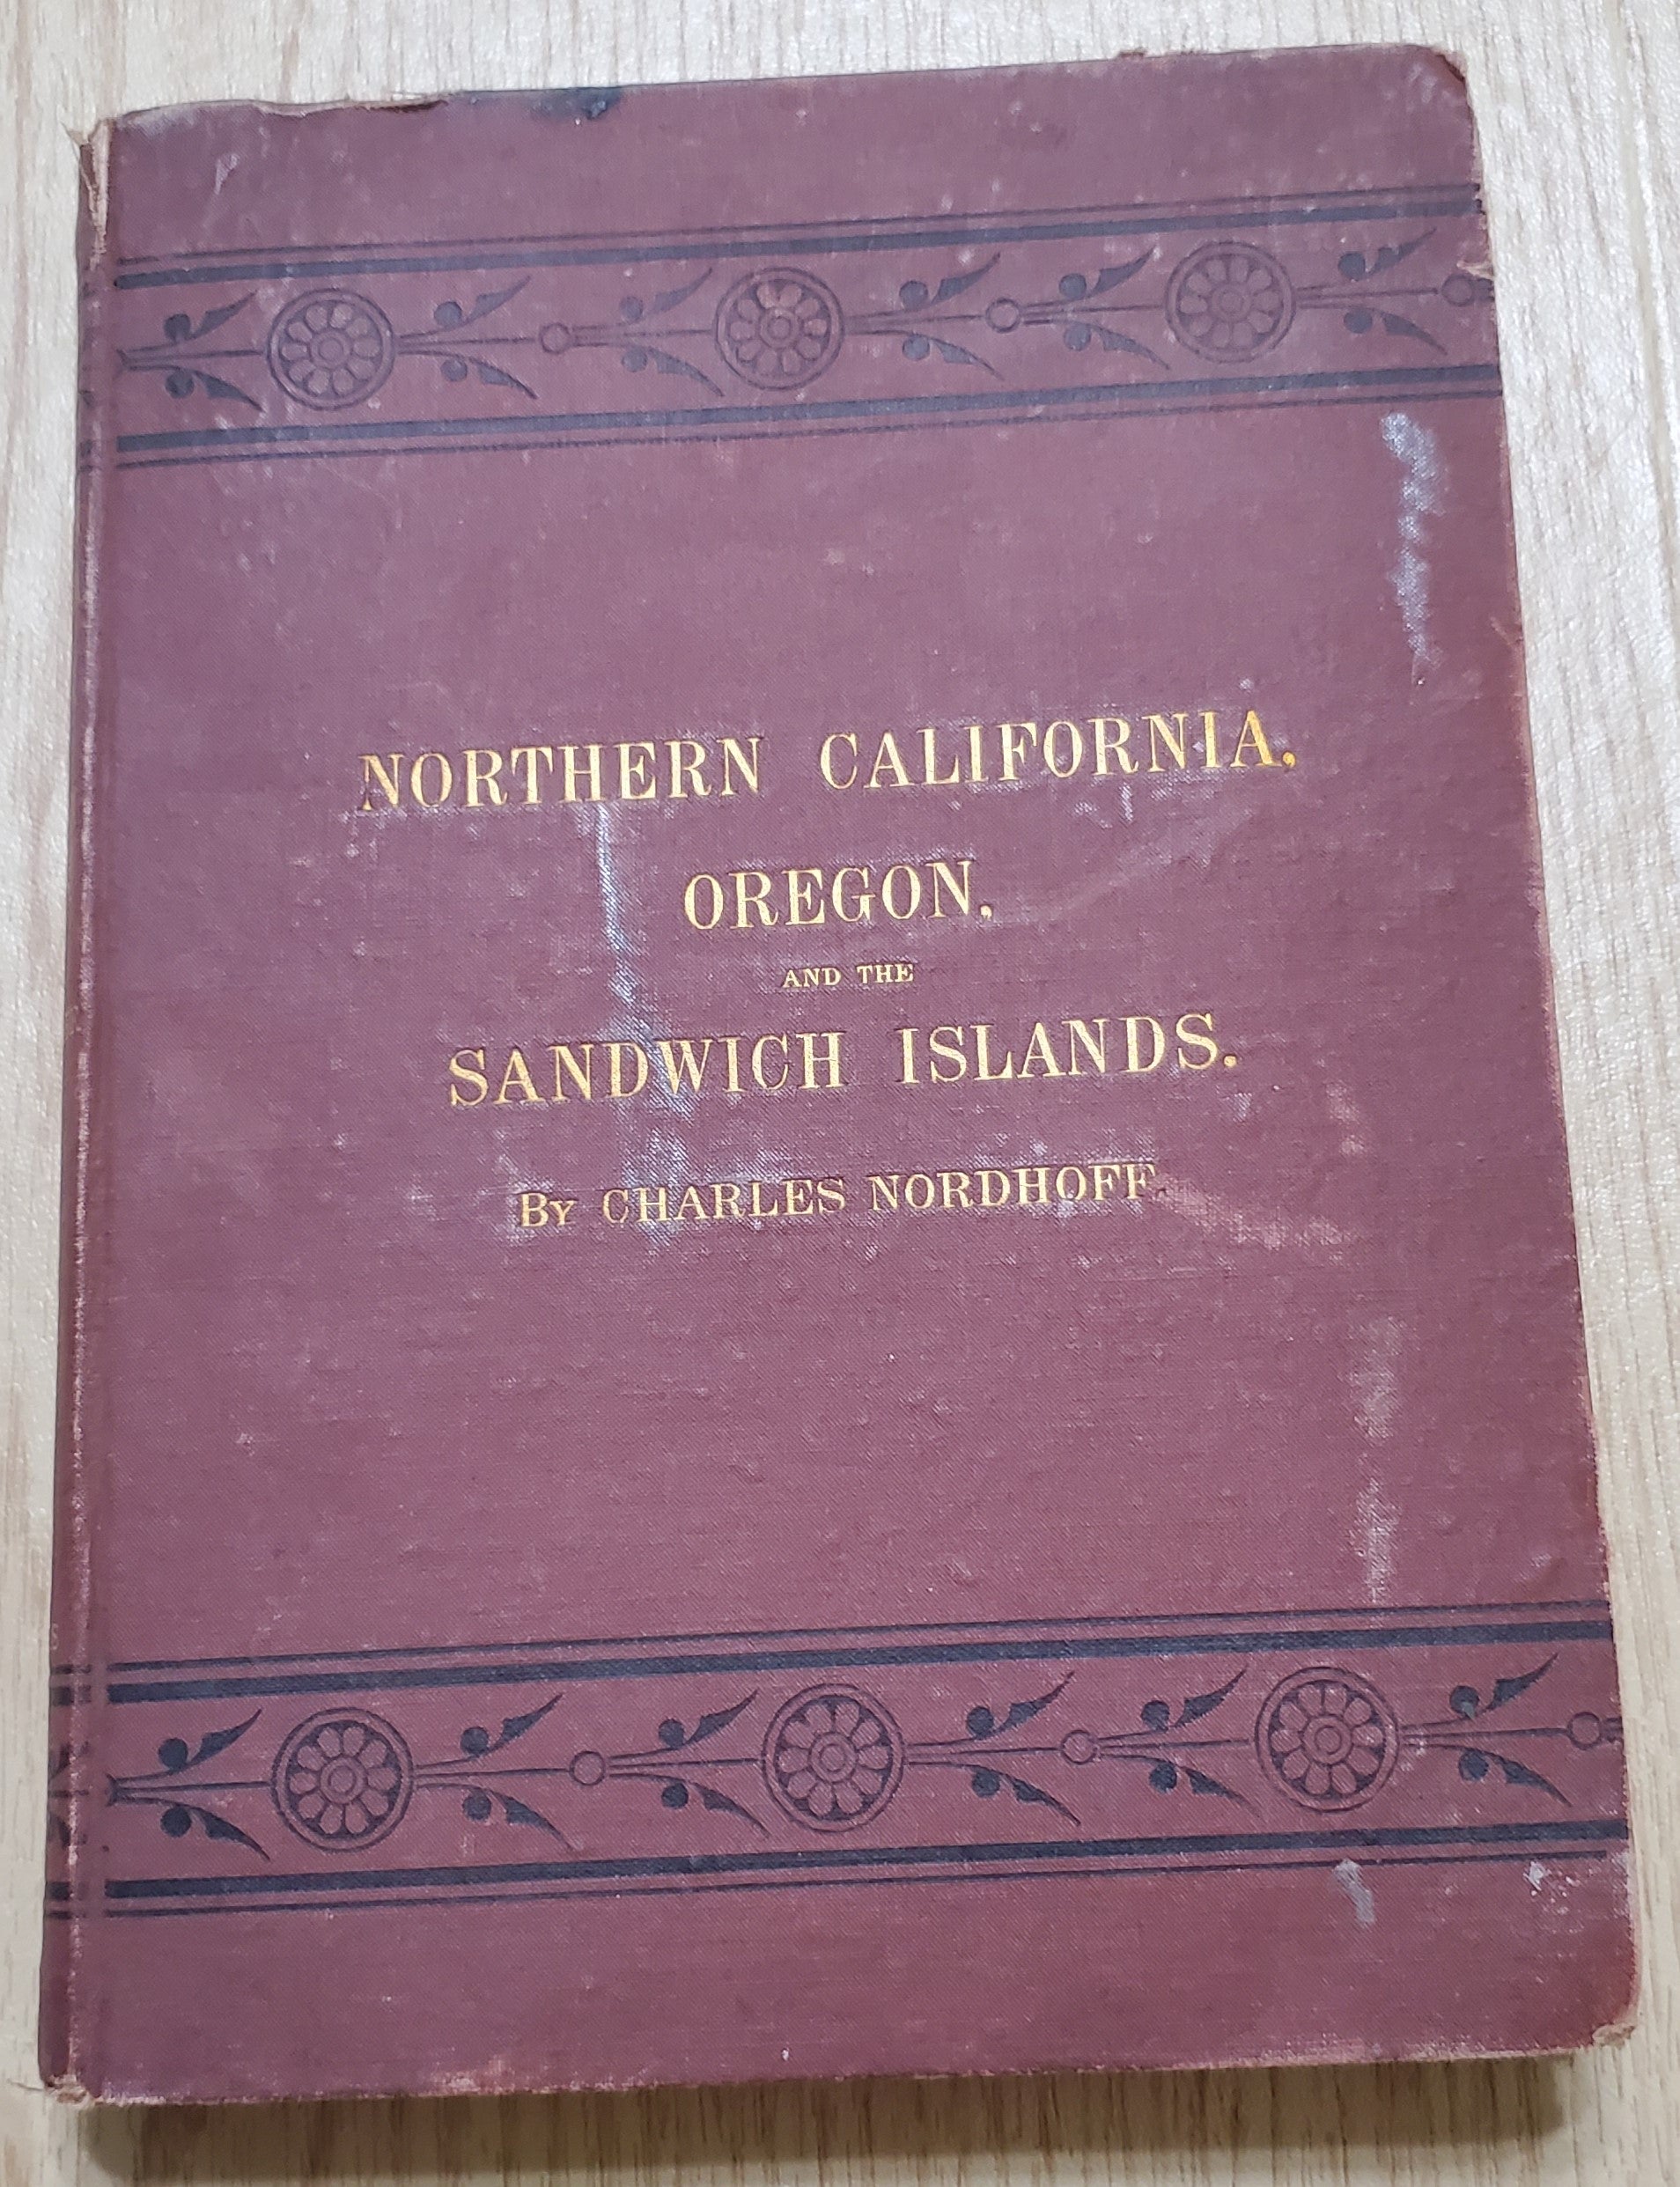 NORTHERN CALIFORNIA,
OREGON,
AND THE
SANDWICH ISLANDS.
By CHARLES NORDHOFF.